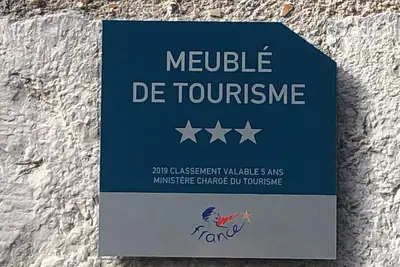 MEUBLÉ
DE TOURISME
2019 CLASSEMENT VALABLE 5 ANS
MINISTÈRE CHARGÉ DU TOURISME
france